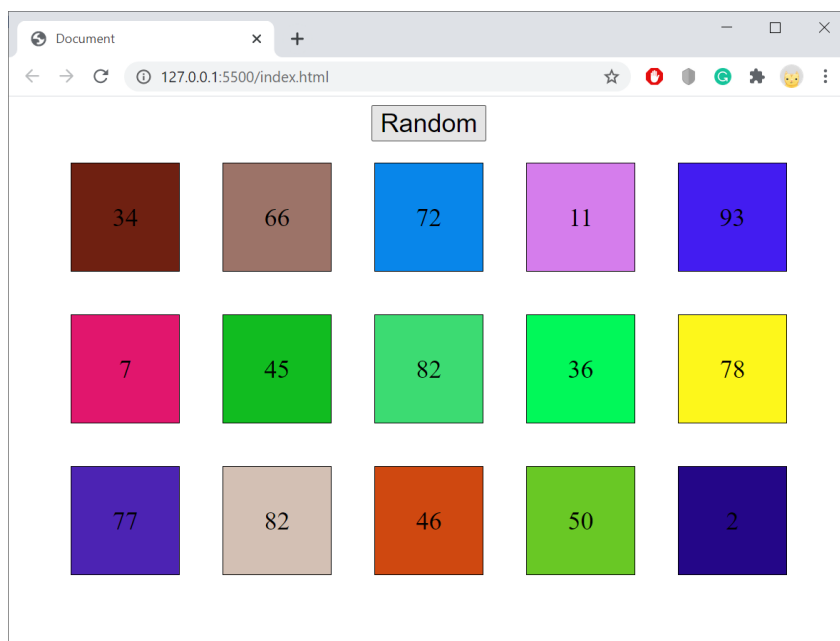 Document
127.0.0.1:5500/index.html
Random
34 66 72 11 93
7 45 82 36 78
77 82 46 50 2